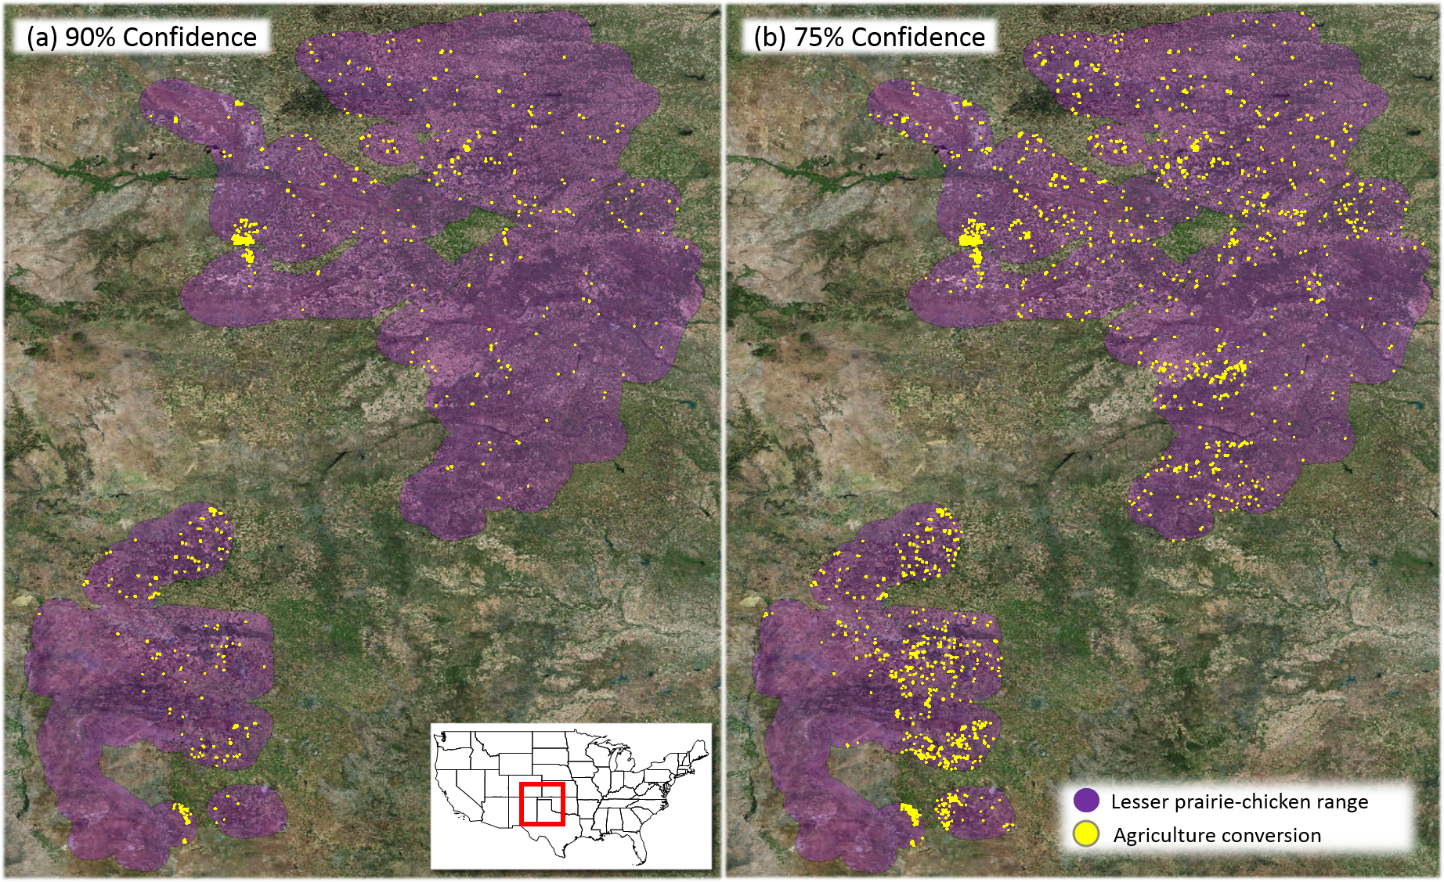 (a) 90% Confidence
(b) 75% Confidence
Lesser prairie-chicken range
Agriculture conversion